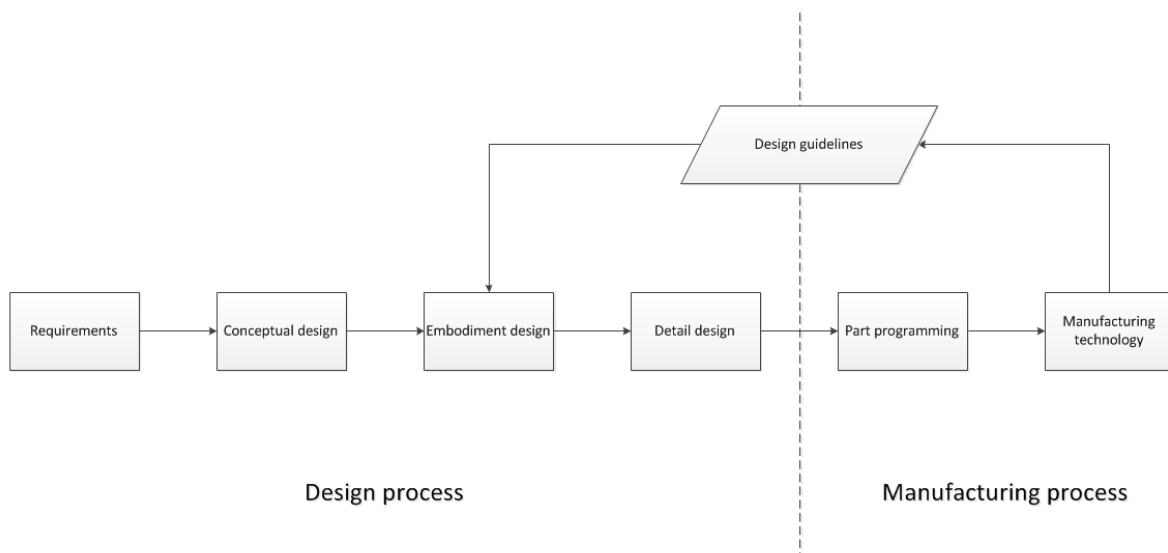 Design guidelines
Requirements
Conceptual design
Embodiment design
Detail design
Part programming
Manufacturing
technology
Design process
Manufacturing process